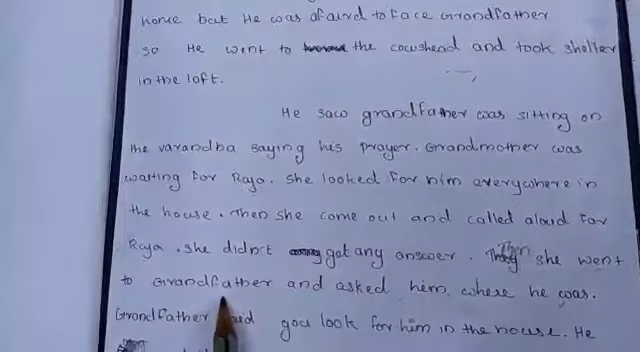 home but He was afaird to Face Grandfather
so He went to the cowshead and took shelter
in the loft.
He saw grandfather was sitting on
the varandha saying his prayer. Grandmother was
waiting for Raja. She looked for him everywhere in
the house. Then she come out and called aloud for
Raja. she didn't got any answer. Then she went
to Grandfather and asked him where he was.
Grandfather said you look for him in the house. He